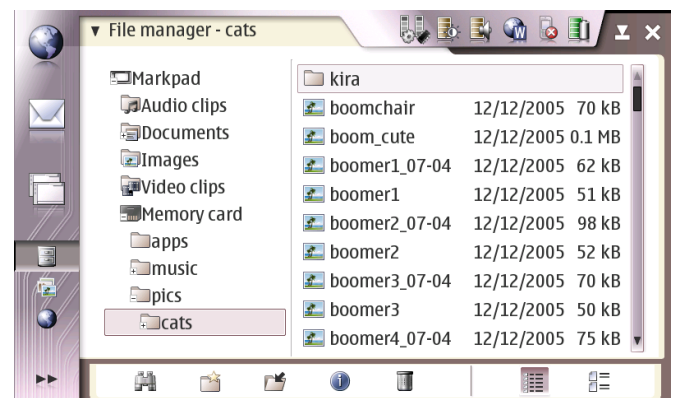 File manager - cats
Markpad
Audio clips
Documents
Images
Video clips
Memory card
apps
music
pics
cats
kira
boomchair 12/12/2005 70 kB
boom_cute 12/12/2005 0.1 MB
boomer1_07-04 12/12/2005 62 kB
boomer1 12/12/2005 51 kB
boomer2_07-04 12/12/2005 98 kB
boomer2 12/12/2005 52 kB
boomer3_07-04 12/12/2005 70 kB
boomer3 12/12/2005 50 kB
boomer4_07-04 12/12/2005 75 kB
W